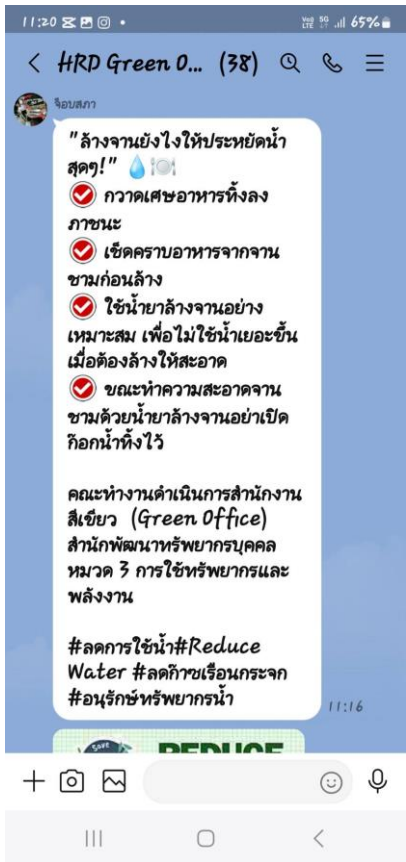 11:20
65%
HRD Green O... (38)
จ๊อบสภา
"ล้างจานยังไงให้ประหยัดน้ำ
สุดๆ!" 💧🍽️
กวาดเศษอาหารทิ้งลง
ภาชนะ
เช็ดคราบอาหารจากจาน
ชามก่อนล้าง
ใช้น้ำยาล้างจานอย่าง
เหมาะสม เพื่อไม่ใช้น้ำเยอะขึ้น
เมื่อต้องล้างให้สะอาด
ขณะทำความสะอาดจาน
ชามด้วยน้ำยาล้างจานอย่าเปิด
ก๊อกน้ำทิ้งไว้
คณะทำงานดำเนินการสำนักงาน
สีเขียว (Green Office)
สำนักพัฒนาทรัพยากรบุคคล
หมวด 3 การใช้ทรัพยากรและ
พลังงาน
#ลดการใช้น้ำ#Reduce
Water #ลดก๊าซเรือนกระจก
#อนุรักษ์ทรัพยากรน้ำ
11:16
Save
REDUCE